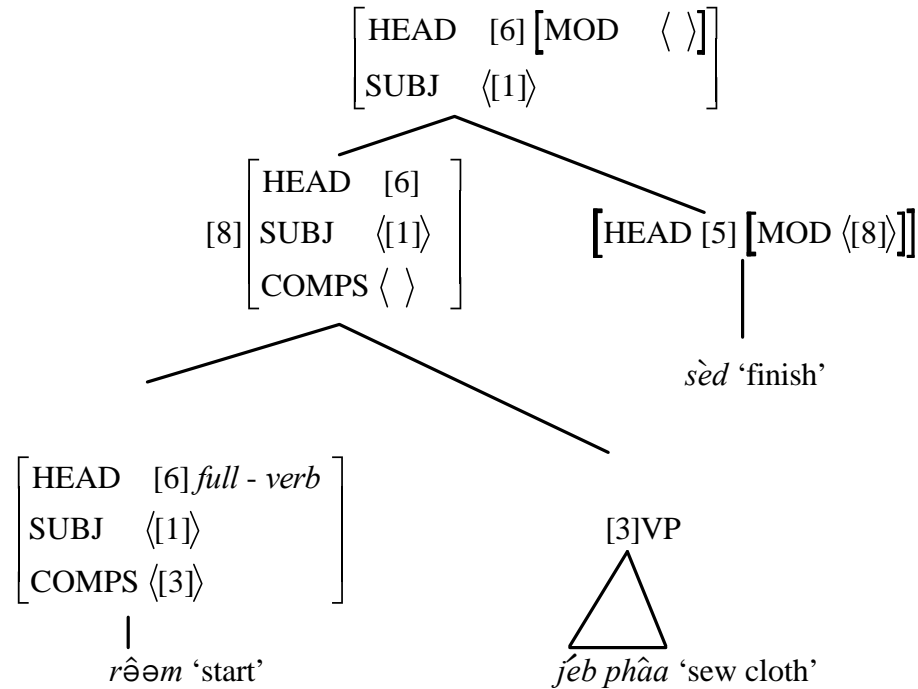 HEAD [6] [MOD ⟨ ⟩]
SUBJ ⟨[1]⟩
HEAD [6]
[8] SUBJ ⟨[1]⟩
COMPS ⟨ ⟩
[HEAD [5] [MOD ⟨[8]⟩]]
sèd ‘finish’
HEAD [6] full - verb
SUBJ ⟨[1]⟩
COMPS ⟨[3]⟩
[3]VP
rə̂əm ‘start’
j́eb phâa ‘sew cloth’